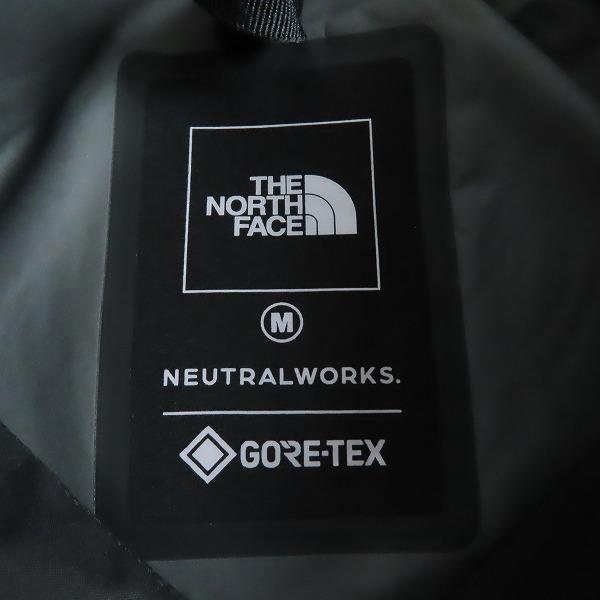 THE
NORTH
FACE
M
NEUTRALWORKS.
GORE-TEX